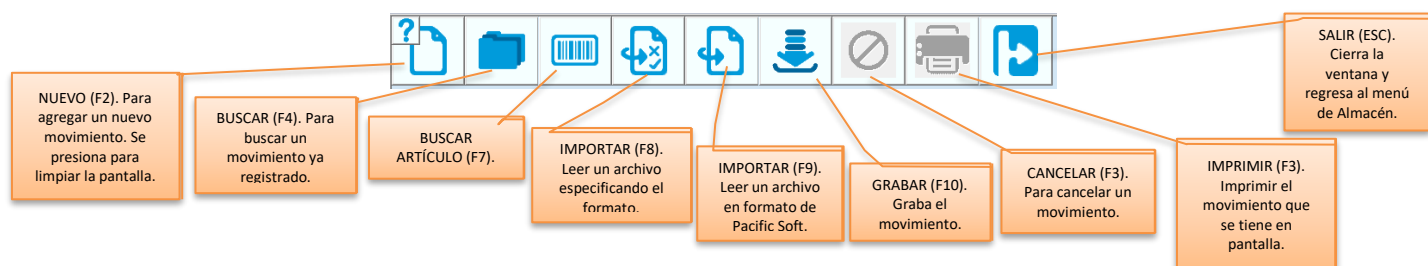 ?
NUEVO (F2). Para
agregar un nuevo
movimiento. Se
presiona para
limpiar la pantalla.
BUSCAR (F4). Para
buscar un
movimiento ya
registrado.
BUSCAR
ARTÍCULO (F7).
IMPORTAR (F8).
Leer un archivo
especificando el
formato.
IMPORTAR (F9).
Leer un archivo
en formato de
Pacific Soft.
GRABAR (F10).
Graba el
movimiento.
CANCELAR (F3).
Para cancelar un
movimiento.
IMPRIMIR (F3).
Imprimir el
movimiento que
se tiene en
pantalla.
SALIR (ESC).
Cierra la
ventana y
regresa al menú
de Almacén.